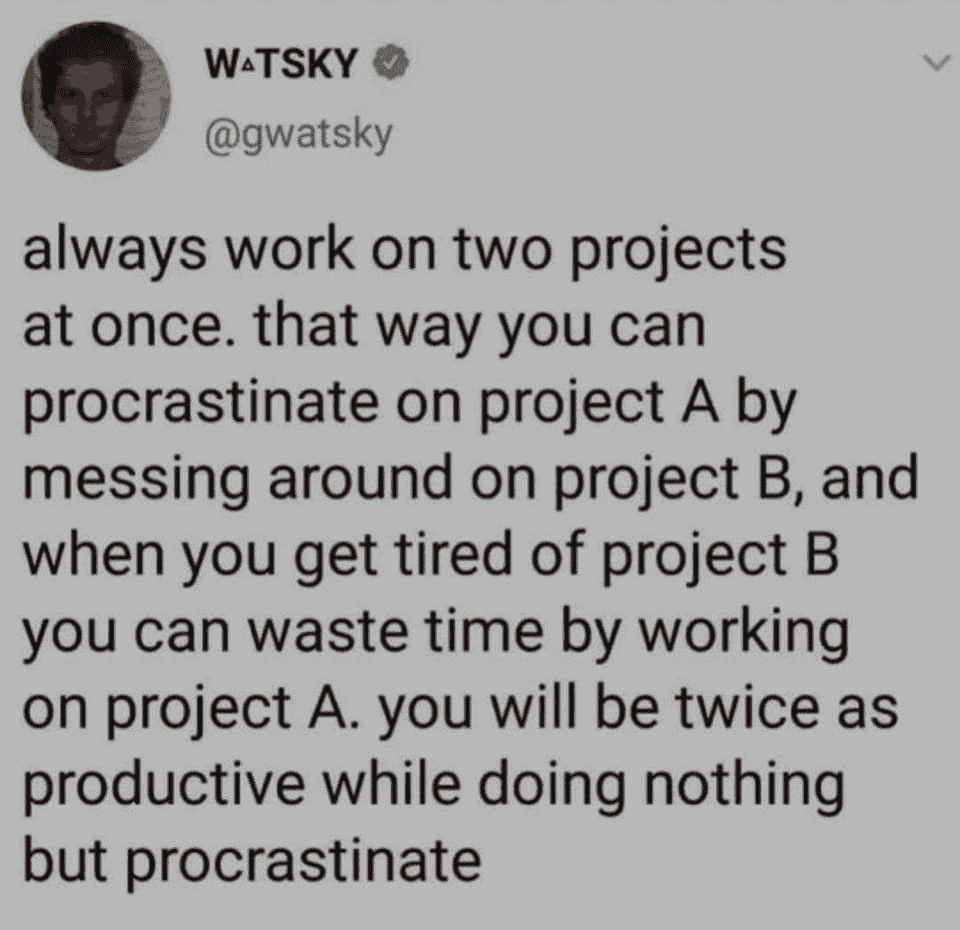 W▵TSKY
@gwatsky
always work on two projects
at once. that way you can
procrastinate on project A by
messing around on project B, and
when you get tired of project B
you can waste time by working
on project A. you will be twice as
productive while doing nothing
but procrastinate